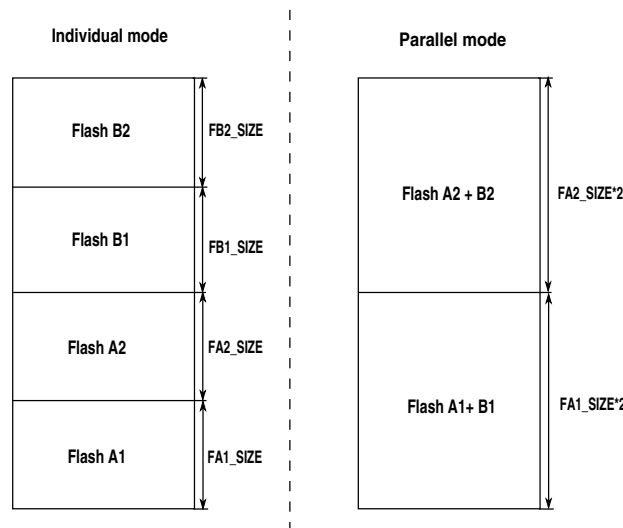 Individual mode
Flash B2
FB2_SIZE
Flash B1
FB1_SIZE
Flash A2
FA2_SIZE
Flash A1
FA1_SIZE
Parallel mode
Flash A2 + B2
FA2_SIZE*2
Flash A1+ B1
FA1_SIZE*2